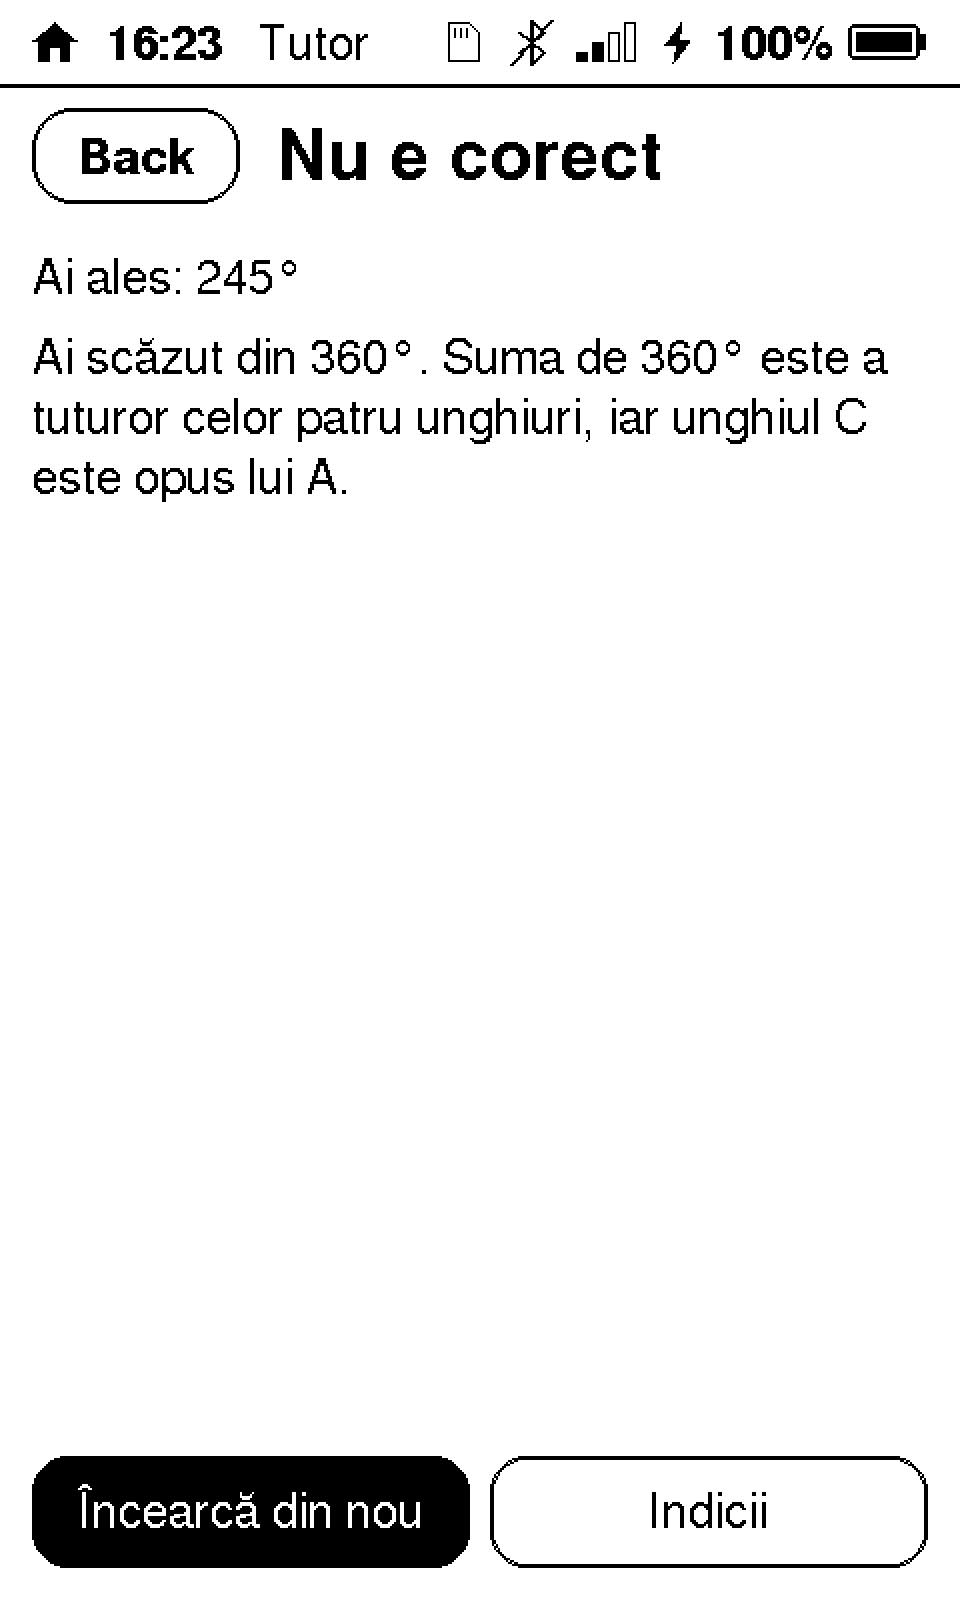 16:23 Tutor 100%
Back Nu e corect
Ai ales: 245°
Ai scăzut din 360°. Suma de 360° este a
tuturor celor patru unghiuri, iar unghiul C
este opus lui A.
Încearcă din nou Indicii